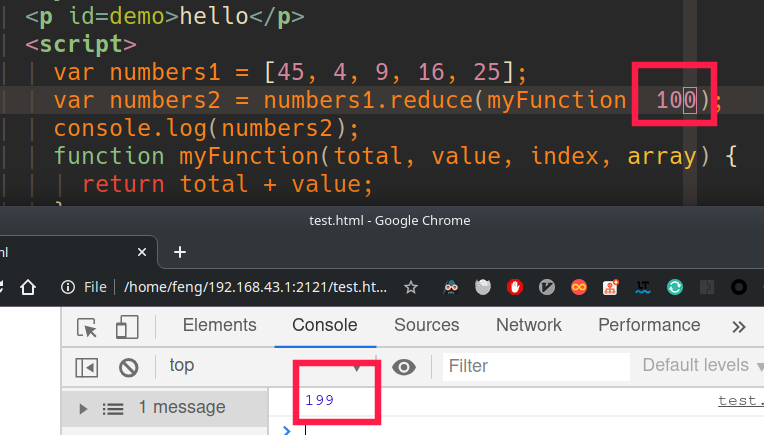 <p id=demo>hello</p>
<script>
var numbers1 = [45, 4, 9, 16, 25];
var numbers2 = numbers1.reduce(myFunction, 100);
console.log(numbers2);
function myFunction(total, value, index, array) {
return total + value;
}
test.html - Google Chrome
ml × +
File /home/feng/192.168.43.1:2121/test.ht...
Elements Console Sources Network Performance »
top Filter Default levels
1 message 199 test.